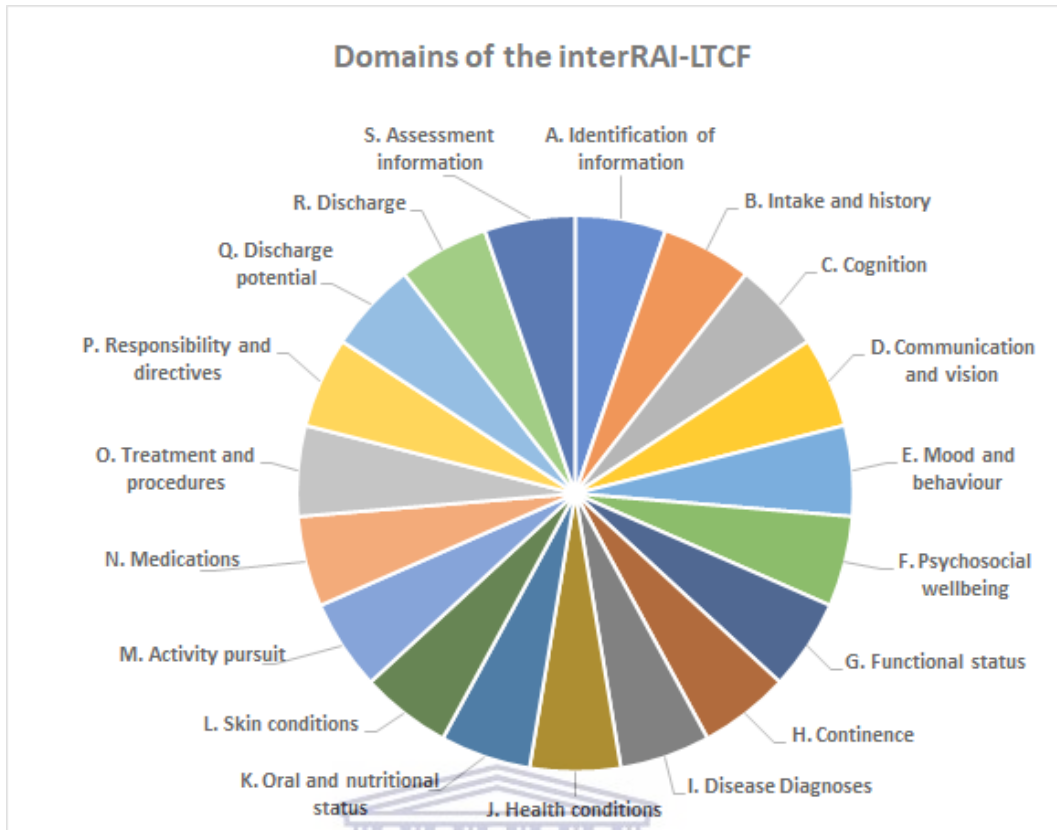 Domains of the interRAI-LTCF
A. Identification of
information
B. Intake and history
C. Cognition
D. Communication
and vision
E. Mood and
behaviour
F. Psychosocial
wellbeing
G. Functional status
H. Continence
I. Disease Diagnoses
J. Health conditions
K. Oral and nutritional
status
L. Skin conditions
M. Activity pursuit
N. Medications
O. Treatment and
procedures
P. Responsibility and
directives
Q. Discharge
potential
R. Discharge
S. Assessment
information